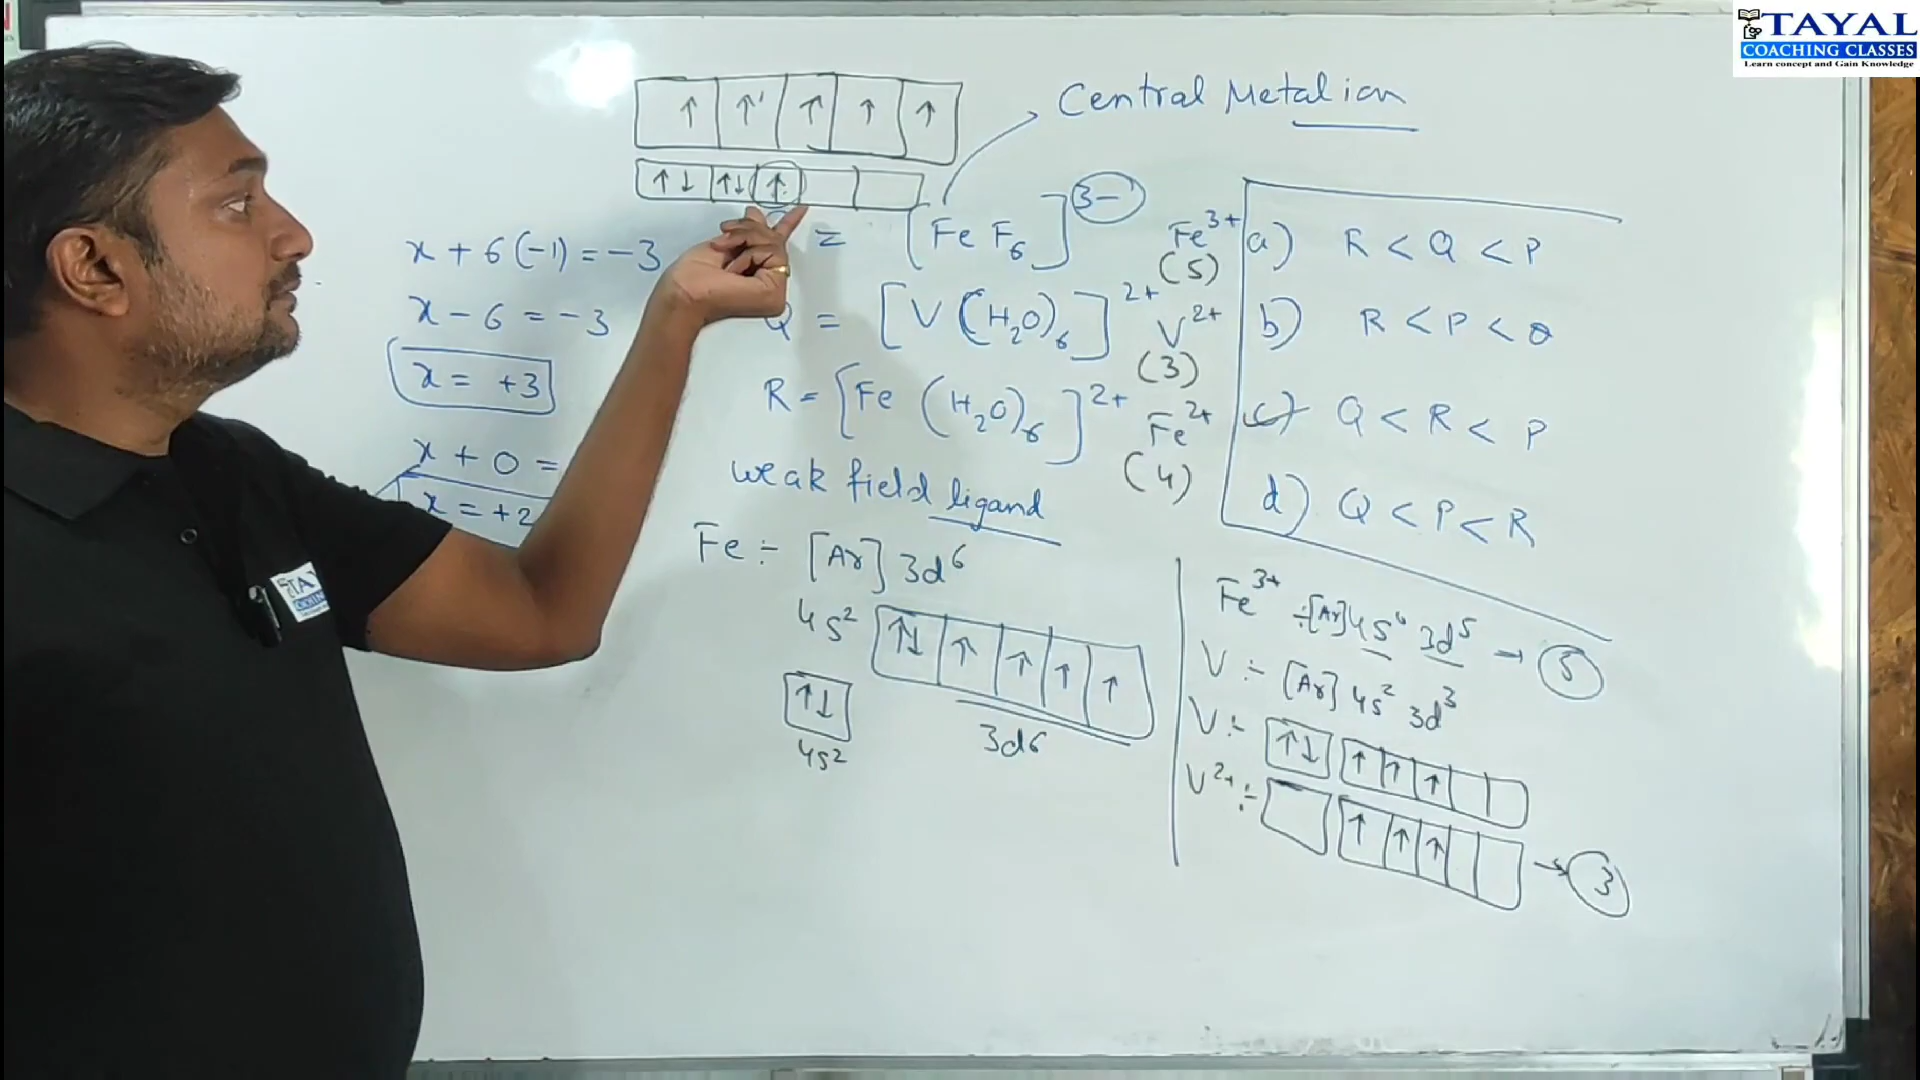 TAYAL
COACHING CLASSES
Learn concept and Gain Knowledge
Central Metal ion
x + 6(-1) = -3
x - 6 = -3
x = +3
x + 0 =
x = +2
= [Fe F₆]³⁻ Fe³⁺
(5)
Q = [V(H₂O)₆]²⁺ V²⁺
(3)
R = [Fe (H₂O)₆]²⁺ Fe²⁺
(4)
weak field ligand
a) R < Q < P
b) R < P < Q
c) Q < R < P
d) Q < P < R
Fe ÷ [Ar] 3d⁶
4s² ↑↓ ↑ ↑ ↑ ↑
↑↓
4s²
3d6
↑ ↑ ↑ ↑ ↑
↑↓ ↑↓ ↑
Fe³⁺ ÷ [Ar] 4s⁰ 3d⁵ → 5
V ÷ [Ar] 4s² 3d³
V ÷ ↑↓ ↑ ↑ ↑
V²⁺ ÷ ↑ ↑ ↑ → 3